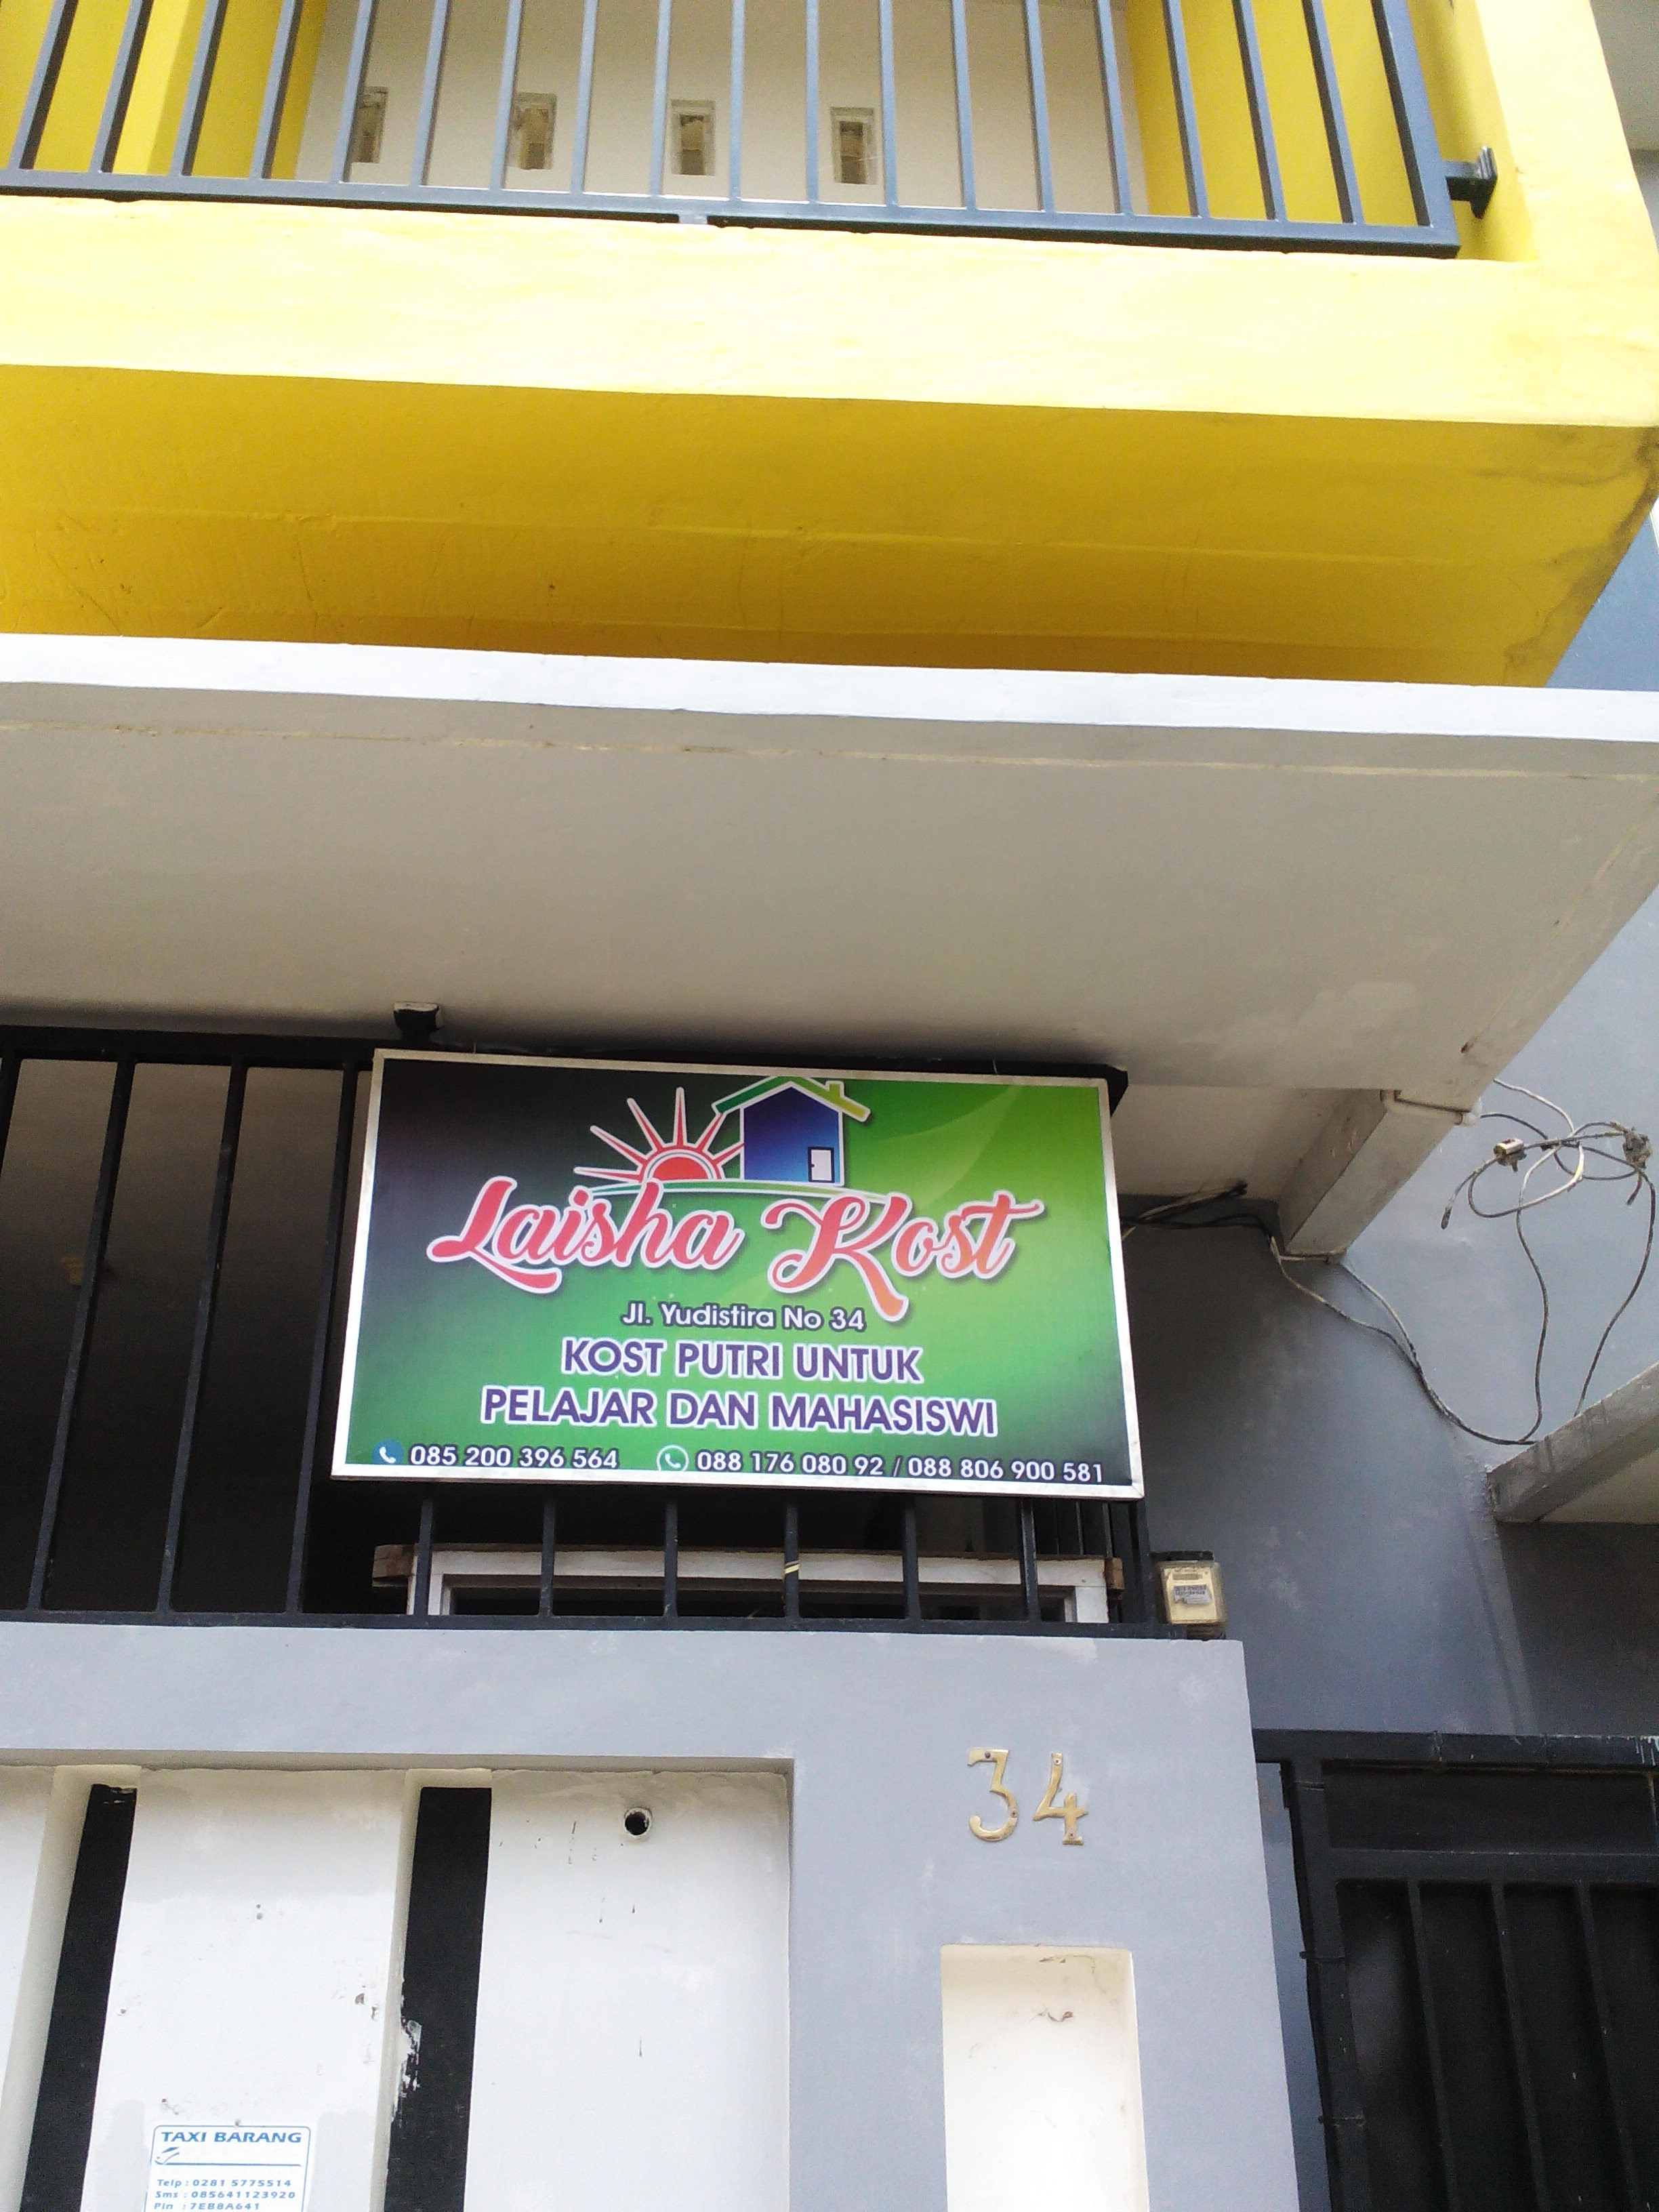 Laisha Kost
Jl. Yudistira No 34
KOST PUTRI UNTUK
PELAJAR DAN MAHASISWI
085 200 396 564 088 176 080 92 / 088 806 900 581
34
TAXI BARANG
Telp : 0281 5775514
Sms : 085641123920
Pin : 7EB8A641